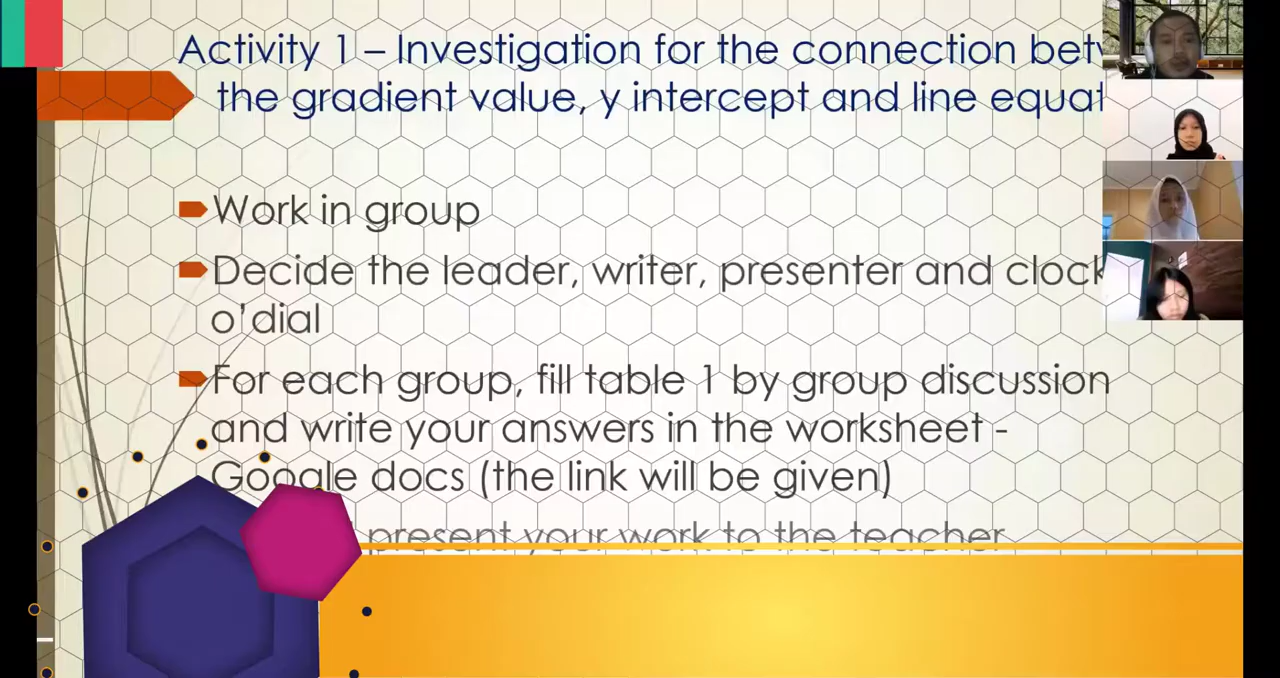 Activity 1 – Investigation for the connection
the gradient value, y intercept and line
Work in group
Decide the leader, writer, presenter and clock
o'dial
For each group, fill table 1 by group discussion
and write your answers in the worksheet -
Google docs (the link will be given)
present your work to the teacher